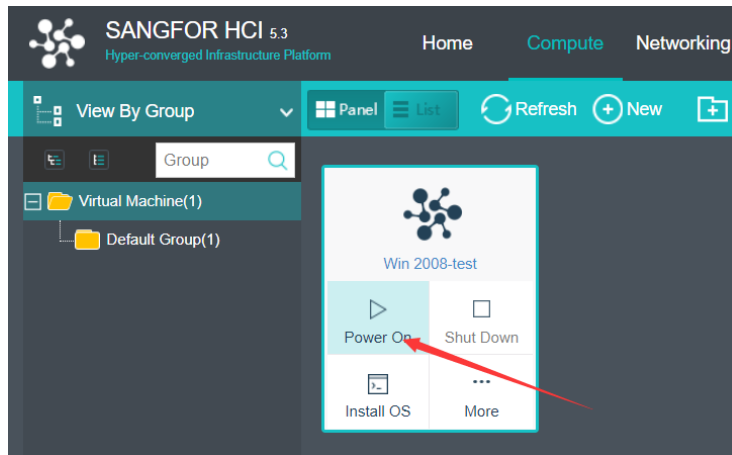 SANGFOR HCI 5.3
Hyper-converged Infrastructure Platform
Home Compute Networking
View By Group
Panel List Refresh New
Group
Virtual Machine(1)
Default Group(1)
Win 2008-test
Power On Shut Down
Install OS More